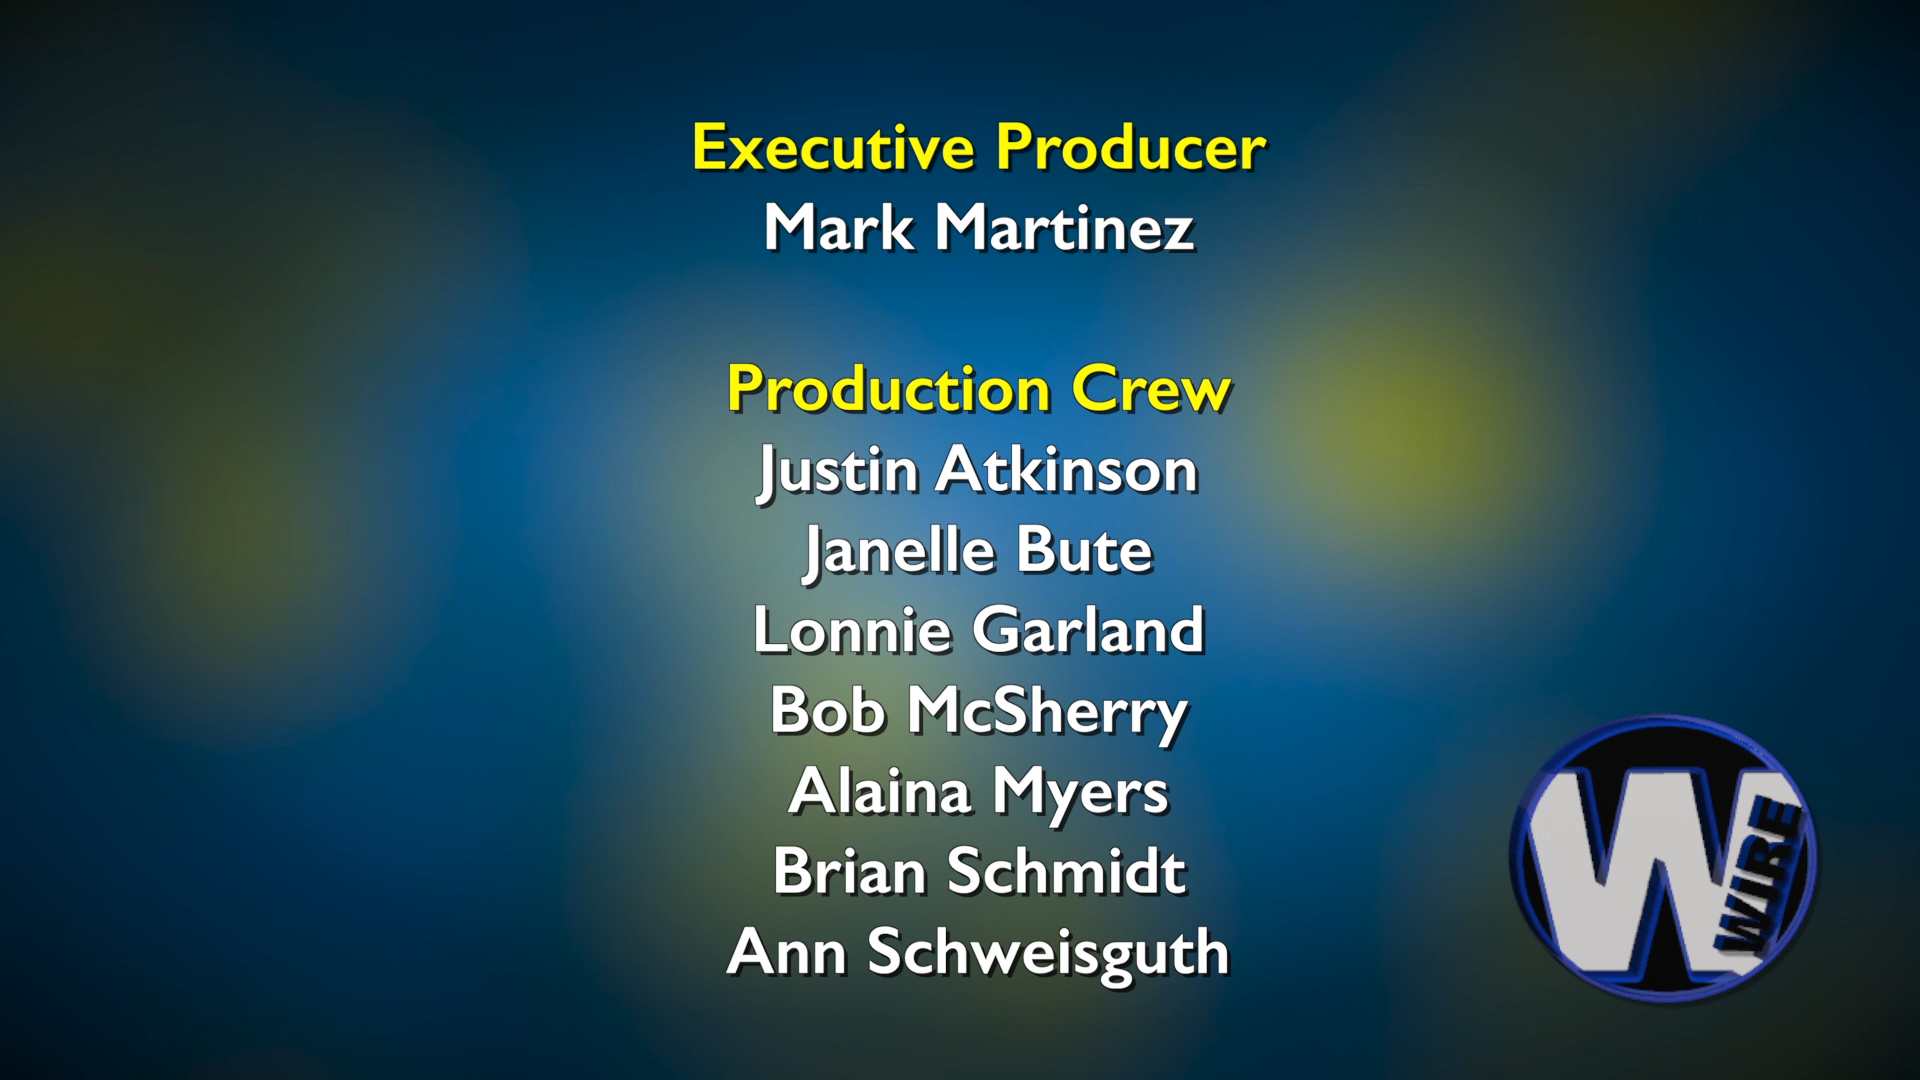 Executive Producer
Mark Martinez
Production Crew
Justin Atkinson
Janelle Bute
Lonnie Garland
Bob McSherry
Alaina Myers
Brian Schmidt
Ann Schweisguth
W
WIRE